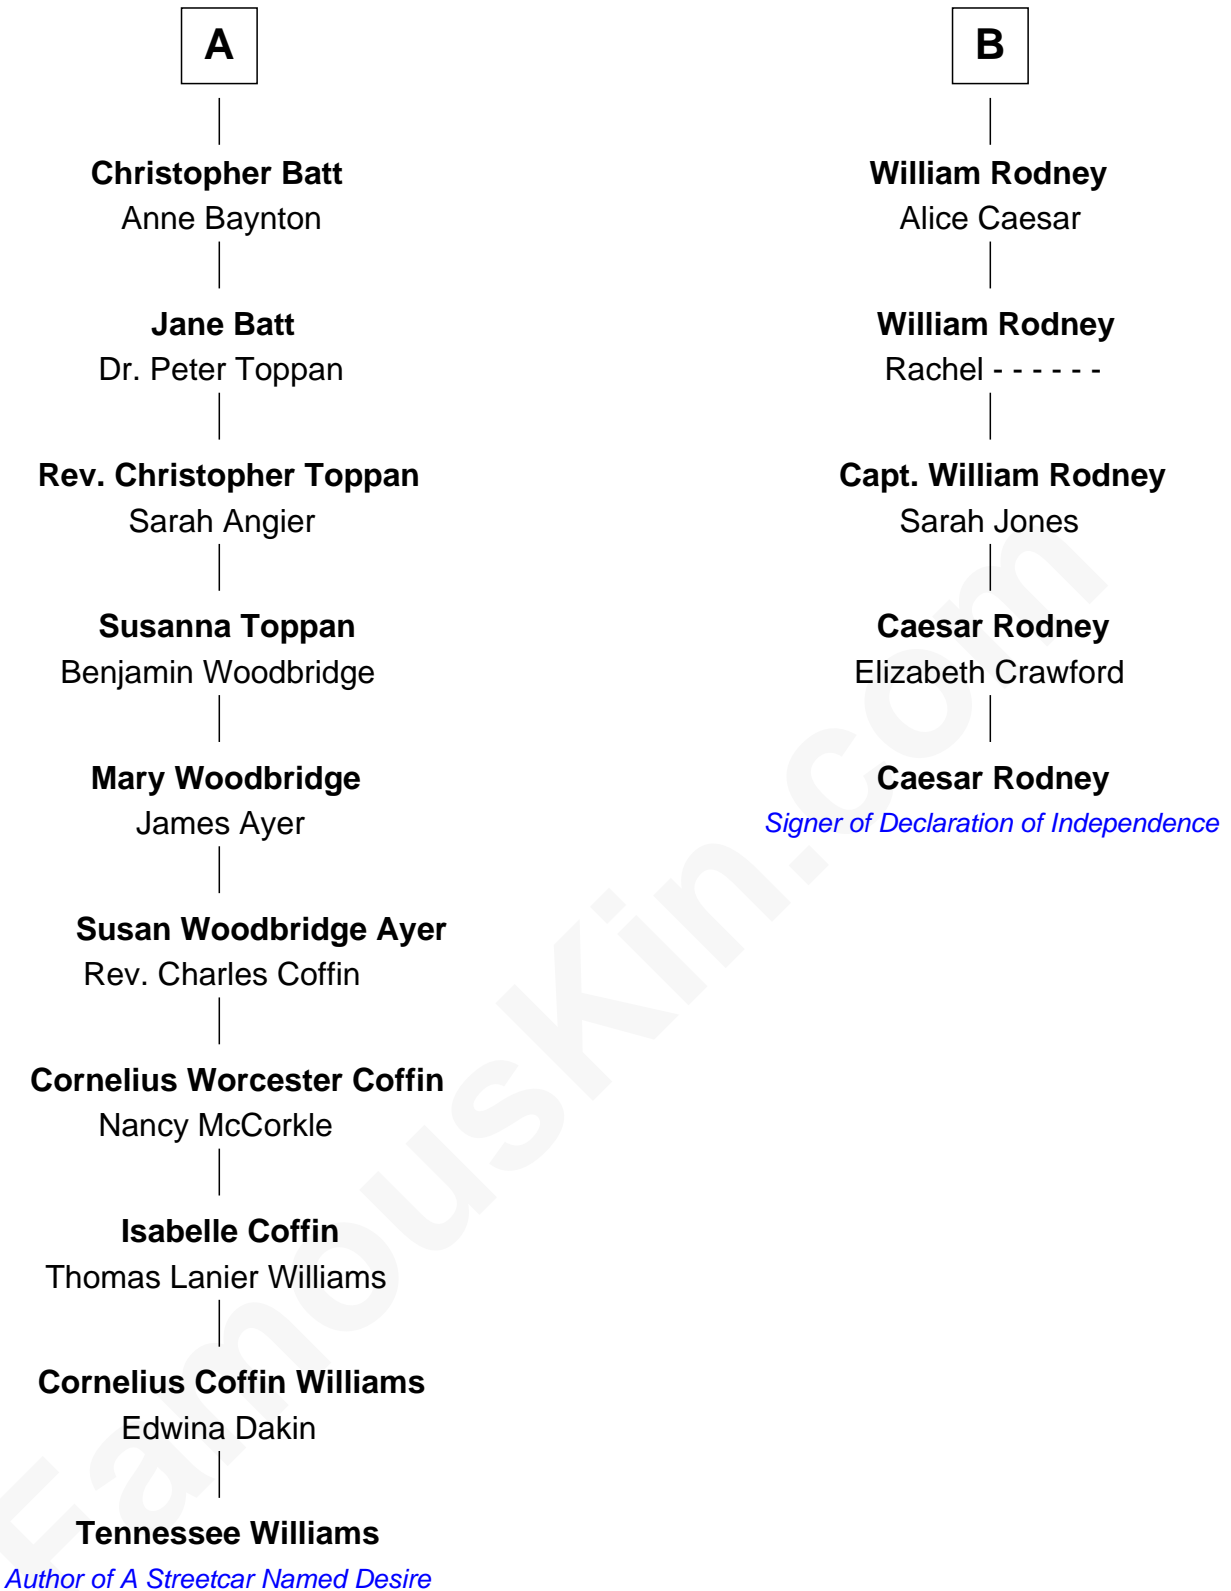 A
Christopher Batt
Anne Baynton
Jane Batt
Dr. Peter Toppan
Rev. Christopher Toppan
Sarah Angier
Susanna Toppan
Benjamin Woodbridge
Mary Woodbridge
James Ayer
Susan Woodbridge Ayer
Rev. Charles Coffin
Cornelius Worcester Coffin
Nancy McCorkle
Isabelle Coffin
Thomas Lanier Williams
Cornelius Coffin Williams
Edwina Dakin
Tennessee Williams
Author of A Streetcar Named Desire
B
William Rodney
Alice Caesar
William Rodney
Rachel - - - - - -
Capt. William Rodney
Sarah Jones
Caesar Rodney
Elizabeth Crawford
Caesar Rodney
Signer of Declaration of Independence
FamousKin.com